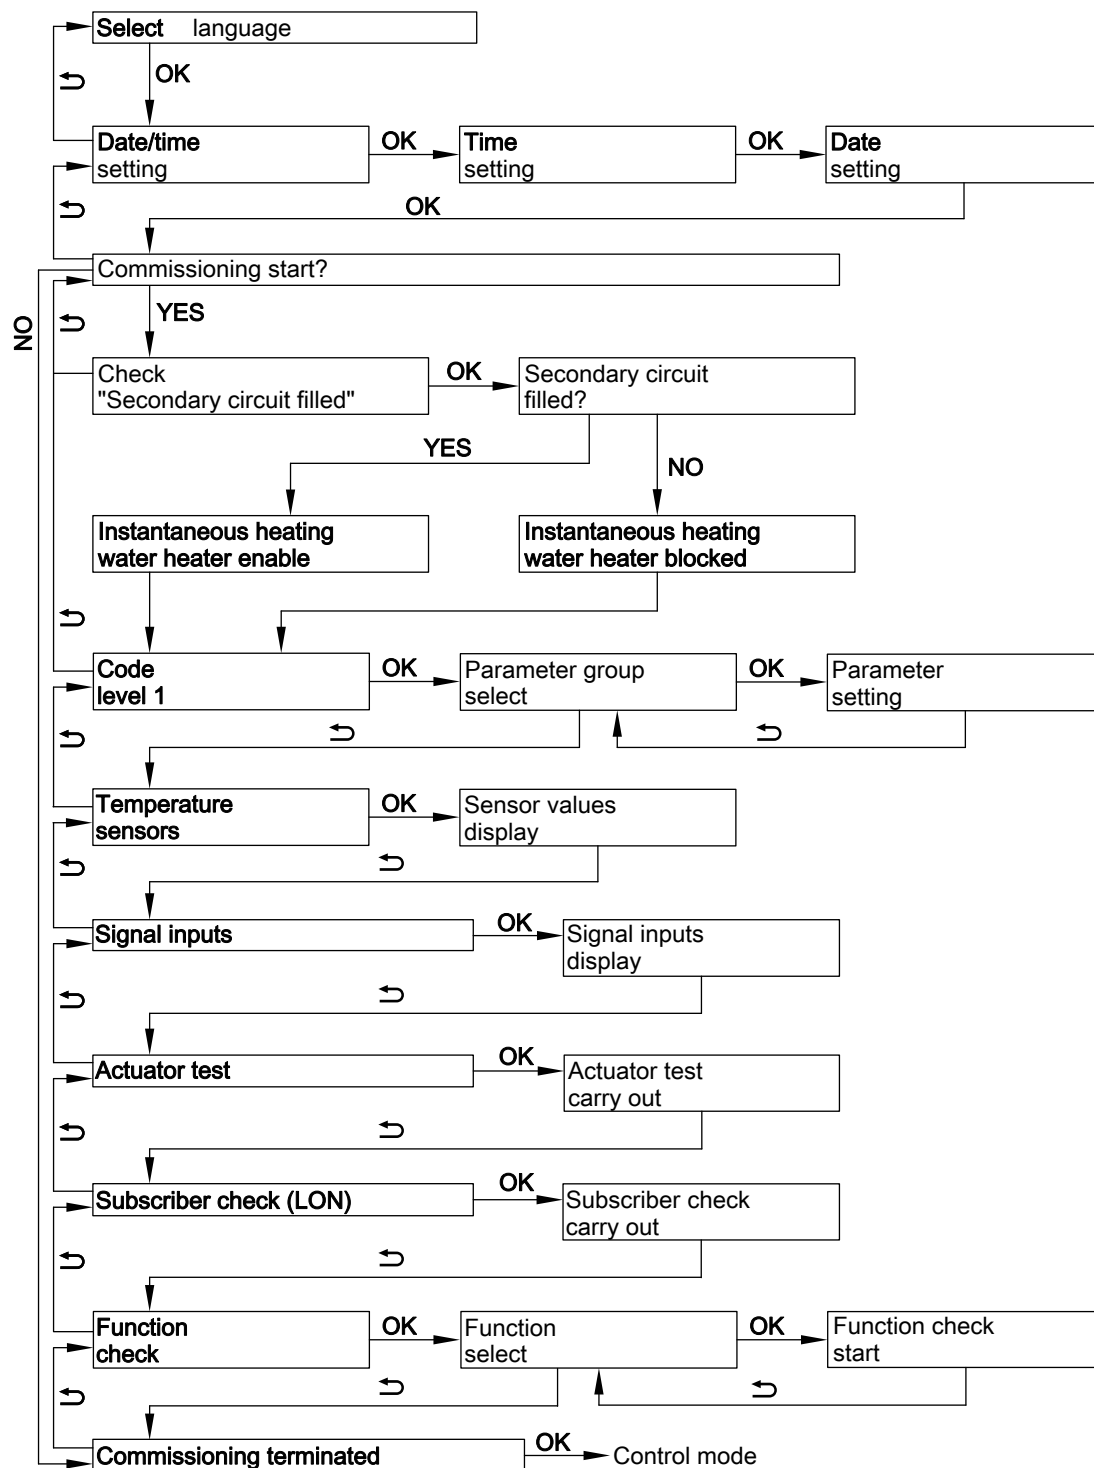 Select language
OK
Date/time
setting
OK
Time
setting
OK
Date
setting
OK
Commissioning start?
NO
YES
Check
"Secondary circuit filled"
OK
Secondary circuit
filled?
YES
NO
Instantaneous heating
water heater enable
Instantaneous heating
water heater blocked
Code
level 1
OK
Parameter group
select
OK
Parameter
setting
Temperature
sensors
OK
Sensor values
display
Signal inputs
OK
Signal inputs
display
Actuator test
OK
Actuator test
carry out
Subscriber check (LON)
OK
Subscriber check
carry out
Function
check
OK
Function
select
OK
Function check
start
Commissioning terminated
OK
Control mode